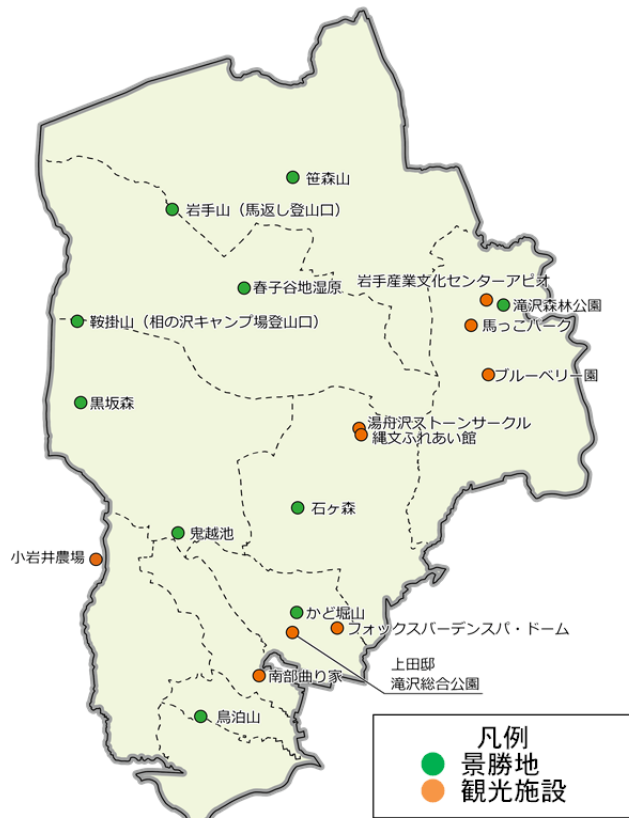 笹森山
岩手山（馬返し登山口）
春子谷地湿原
岩手産業文化センターアピオ
滝沢森林公園
鞍掛山（相の沢キャンプ場登山口）
馬っこパーク
ブルーベリー園
黒坂森
湯舟沢ストーンサークル
縄文ふれあい館
石ヶ森
鬼越池
小岩井農場
かど堀山
フォックスバーデンスパ・ドーム
上田邸
滝沢総合公園
南部曲り家
鳥泊山
凡例
景勝地
観光施設